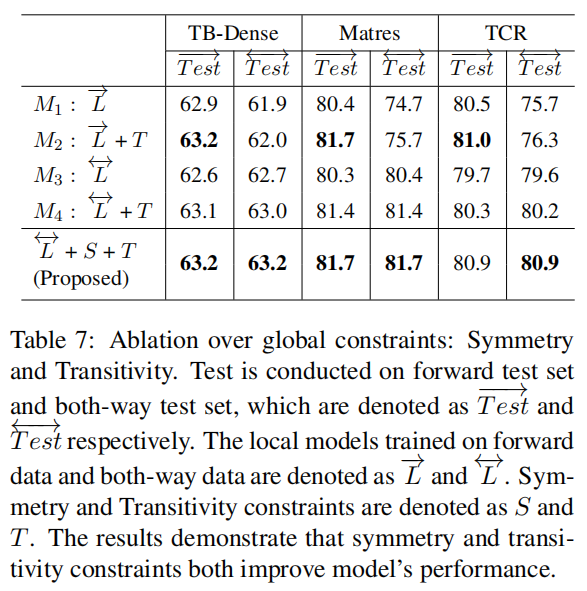 TB-Dense Matres TCR
$\overrightarrow{Test}$ $\overleftrightarrow{Test}$ $\overrightarrow{Test}$ $\overleftrightarrow{Test}$ $\overrightarrow{Test}$ $\overleftrightarrow{Test}$
$M_1$ : $\overrightarrow{L}$ 62.9 61.9 80.4 74.7 80.5 75.7
$M_2$ : $\overrightarrow{L}$ + T 63.2 62.0 81.7 75.7 81.0 76.3
$M_3$ : $\overleftrightarrow{L}$ 62.6 62.7 80.3 80.4 79.7 79.6
$M_4$ : $\overleftrightarrow{L}$ + T 63.1 63.0 81.4 81.4 80.3 80.2
$\overleftrightarrow{L}$ + S + T
(Proposed) 63.2 63.2 81.7 81.7 80.9 80.9
Table 7: Ablation over global constraints: Symmetry
and Transitivity. Test is conducted on forward test set
and both-way test set, which are denoted as $\overrightarrow{Test}$ and
$\overleftrightarrow{Test}$ respectively. The local models trained on forward
data and both-way data are denoted as $\overrightarrow{L}$ and $\overleftrightarrow{L}$. Sym-
metry and Transitivity constraints are denoted as S and
T. The results demonstrate that symmetry and transi-
tivity constraints both improve model's performance.